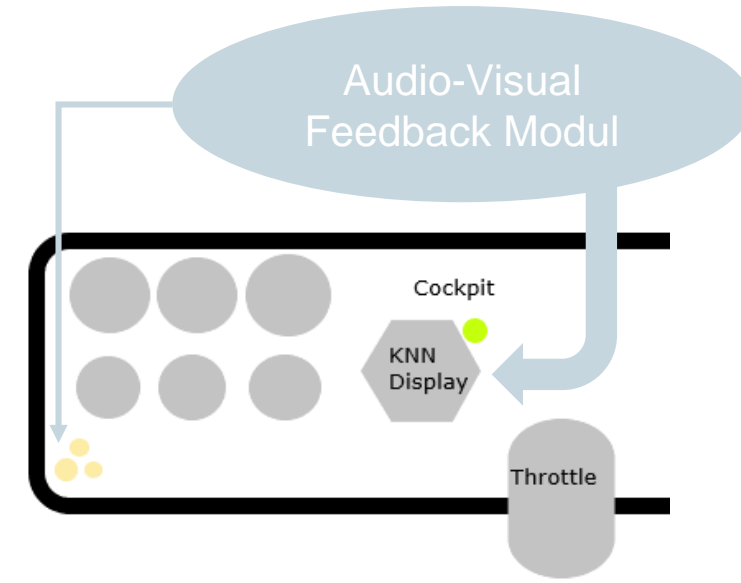 Audio-Visual
Feedback Modul
Cockpit
KNN
Display
Throttle